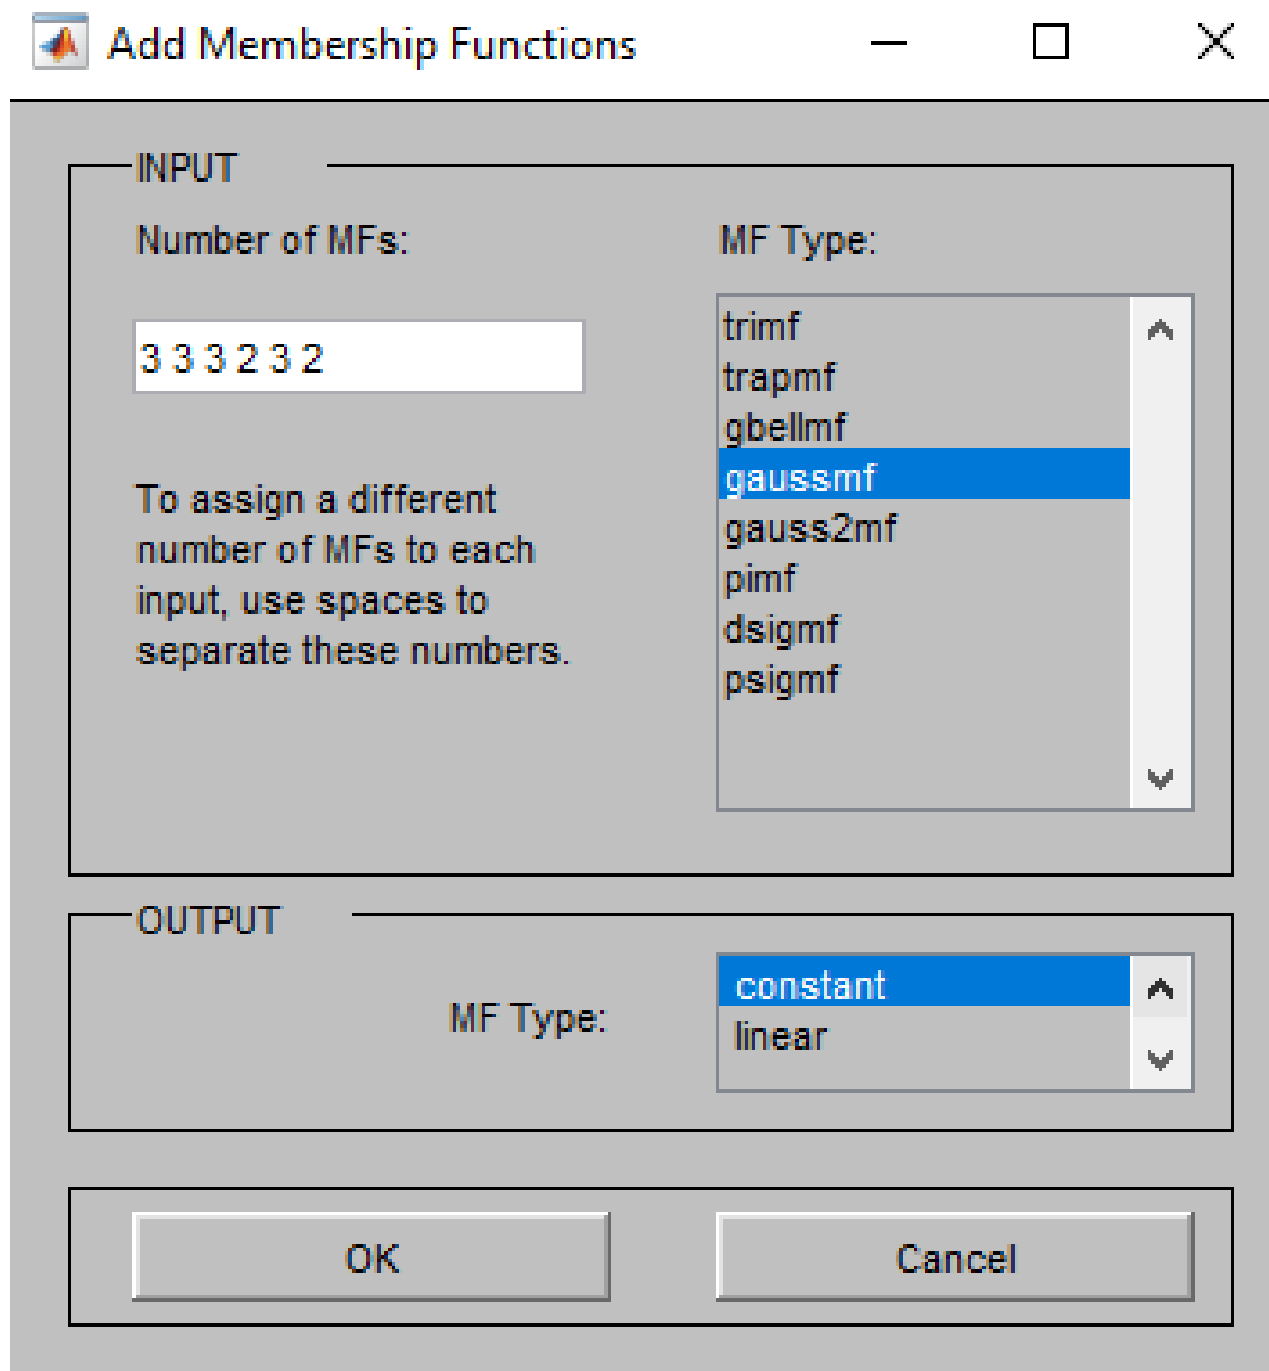 Add Membership Functions
INPUT
Number of MFs:
3 3 3 2 3 2
To assign a different
number of MFs to each
input, use spaces to
separate these numbers.
MF Type:
trimf
trapmf
gbellmf
gaussmf
gauss2mf
pimf
dsigmf
psigmf
OUTPUT
MF Type:
constant
linear
OK
Cancel